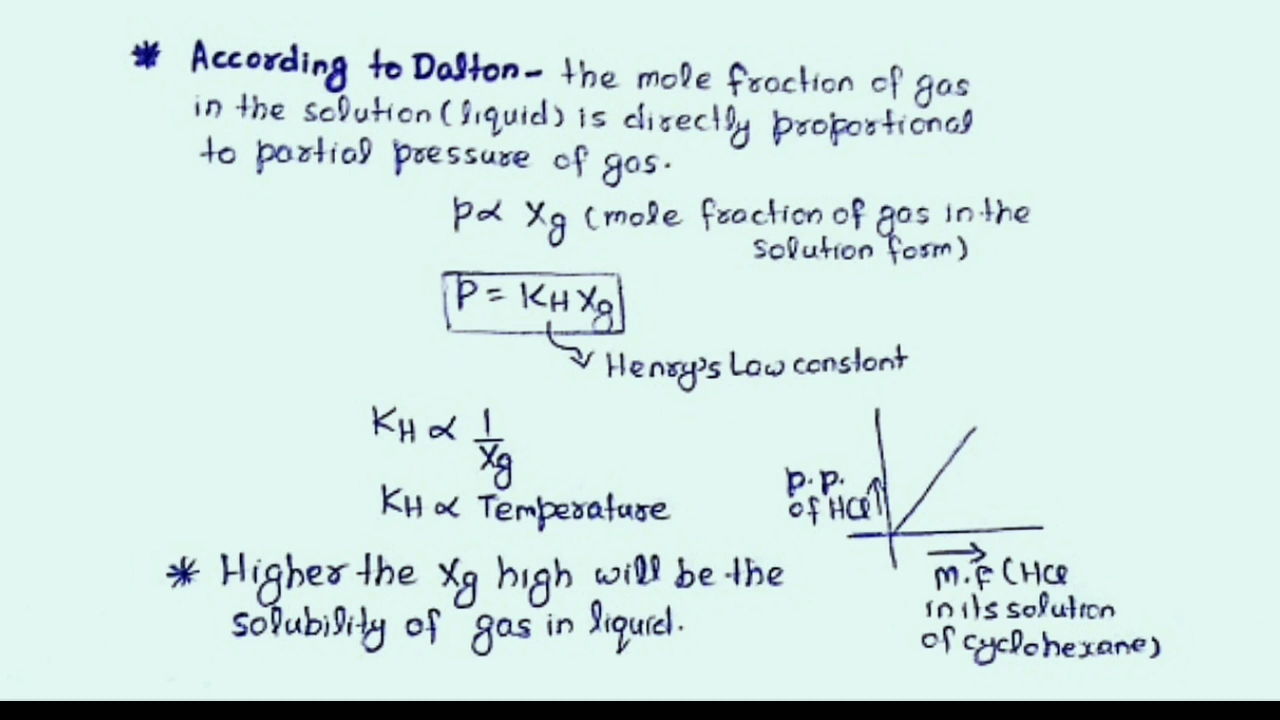 * According to Dalton- the mole fraction of gas
in the solution (liquid) is directly proportional
to partial pressure of gas.
p∝ Xg (mole fraction of gas in the
solution form)
P = KH Xg
Henry's Law constant
KH ∝ 1/Xg
KH ∝ Temperature
p.p.
of HCl
m.f (HCl
in its solution
of cyclohexane)
* Higher the Xg high will be the
solubility of gas in liquid.